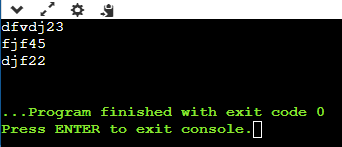 dfvdj23
fjf45
djf22
...Program finished with exit code 0
Press ENTER to exit console.